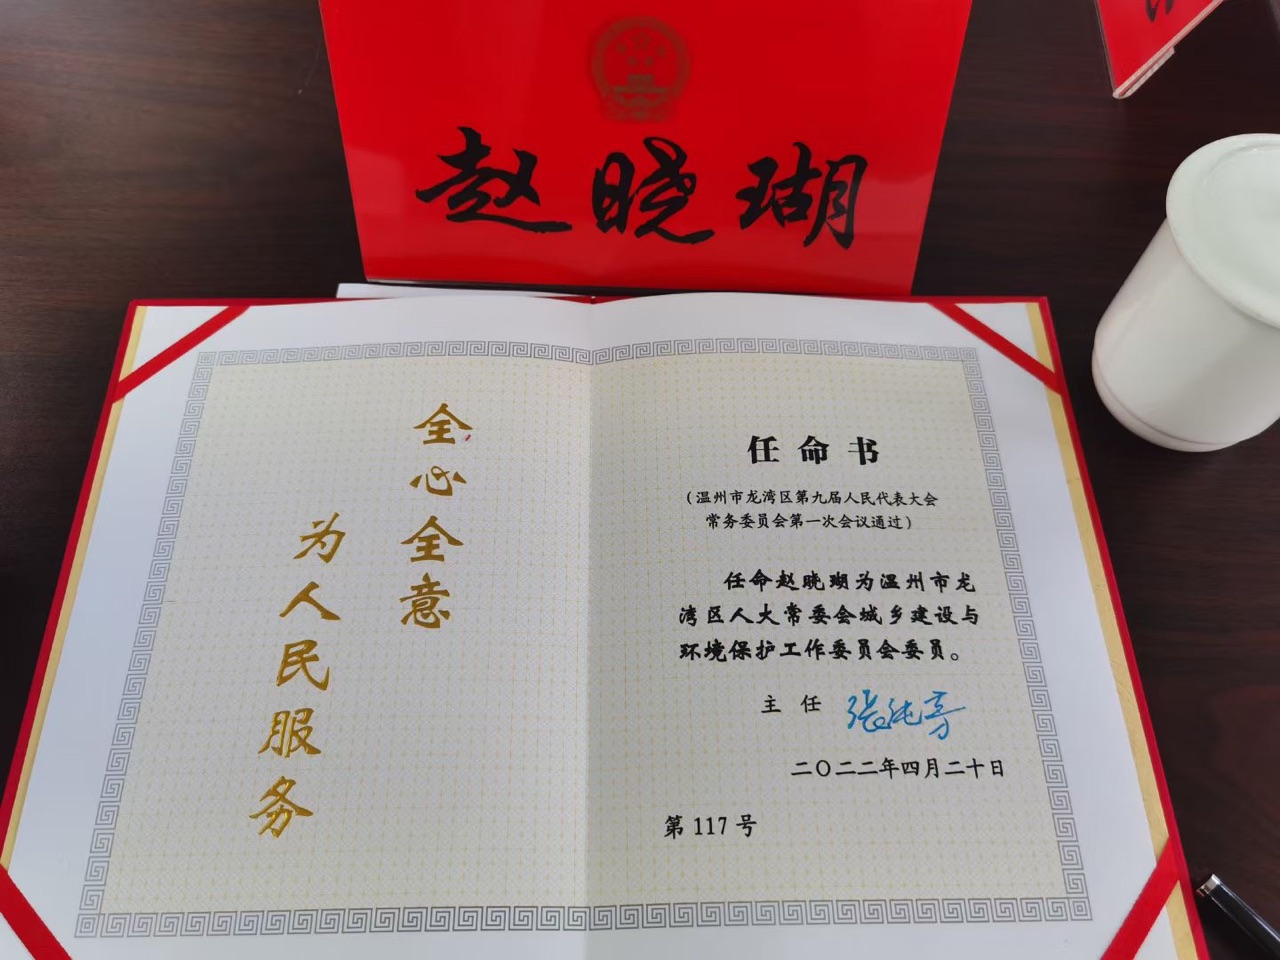 赵晓瑚
全心全意
为人民服务
任命书
（温州市龙湾区第九届人民代表大会
常务委员会第一次会议通过）
任命赵晓瑚为温州市龙
湾区人大常委会城乡建设与
环境保护工作委员会委员。
主任 张纯芳
二〇二二年四月二十日
第117号